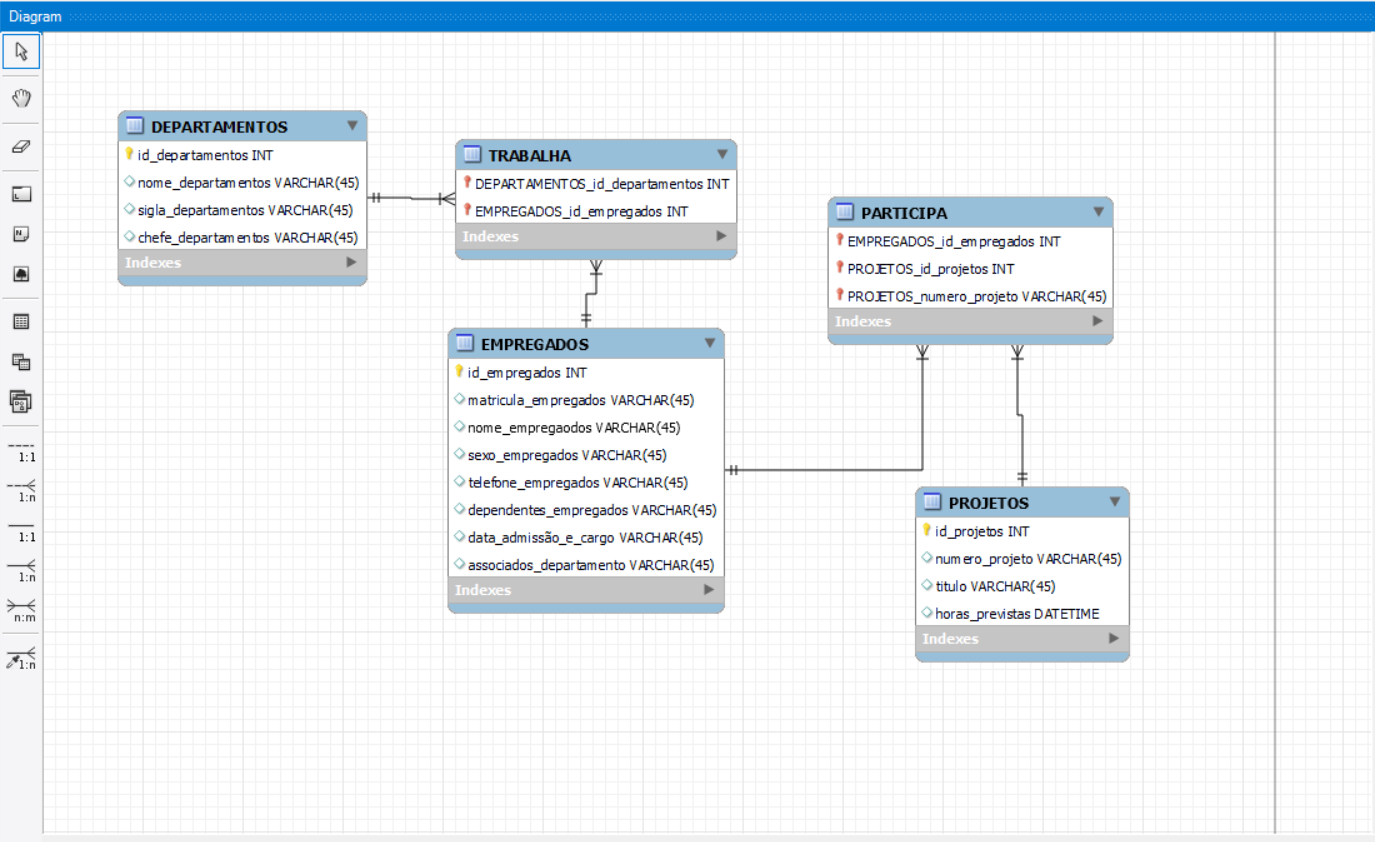 Diagram
DEPARTAMENTOS
id_departamentos INT
nome_departamentos VARCHAR(45)
sigla_departamentos VARCHAR(45)
chefe_departamentos VARCHAR(45)
Indexes
TRABALHA
DEPARTAMENTOS_id_departamentos INT
EMPREGADOS_id_empregados INT
Indexes
PARTICIPA
EMPREGADOS_id_empregados INT
PROJETOS_id_projetos INT
PROJETOS_numero_projeto VARCHAR(45)
Indexes
EMPREGADOS
id_empregados INT
matricula_empregados VARCHAR(45)
nome_empregaodos VARCHAR(45)
sexo_empregados VARCHAR(45)
telefone_empregados VARCHAR(45)
dependentes_empregados VARCHAR(45)
data_admissão_e_cargo VARCHAR(45)
associados_departamento VARCHAR(45)
Indexes
PROJETOS
id_projetos INT
numero_projeto VARCHAR(45)
titulo VARCHAR(45)
horas_previstas DATETIME
Indexes
1:1
1:n
1:1
1:n
n:m
1:n